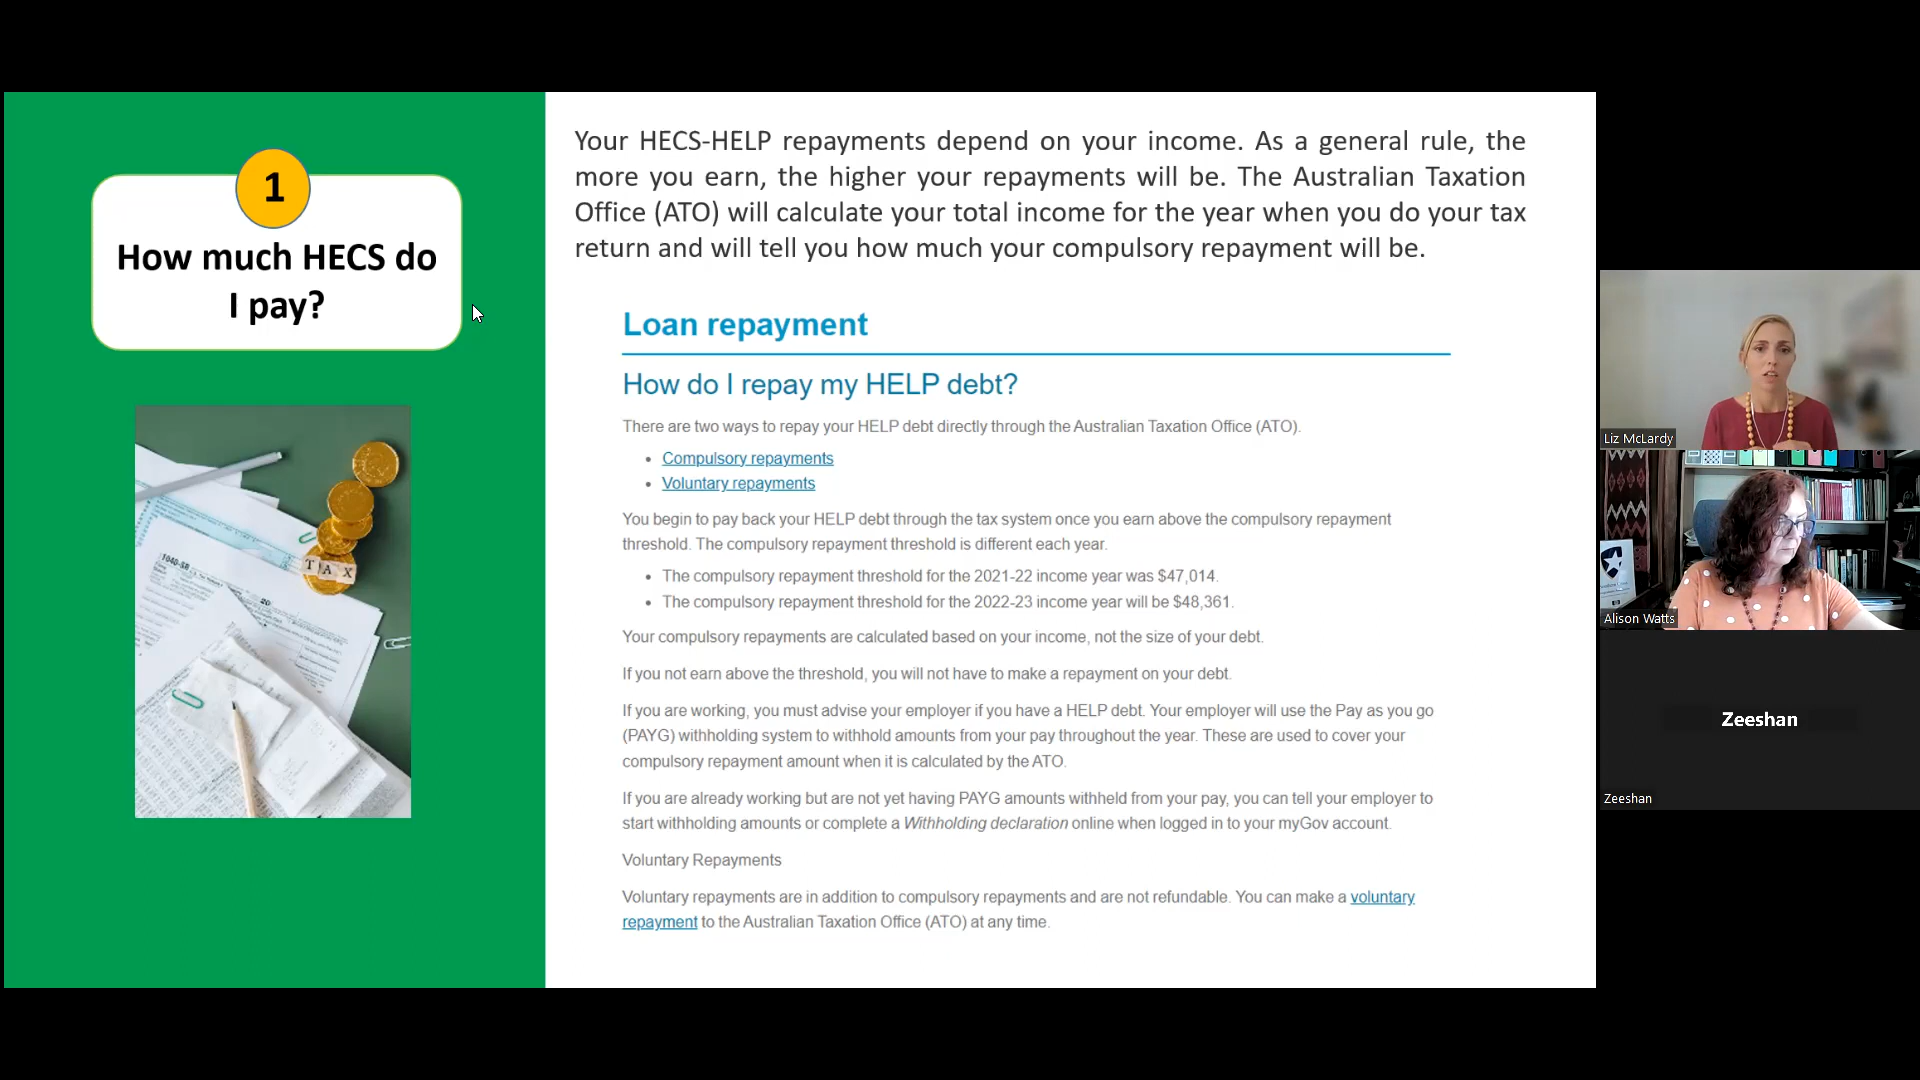 1
How much HECS do
I pay?
TAX
1040-SR
Your HECS-HELP repayments depend on your income. As a general rule, the
more you earn, the higher your repayments will be. The Australian Taxation
Office (ATO) will calculate your total income for the year when you do your tax
return and will tell you how much your compulsory repayment will be.
Loan repayment
How do I repay my HELP debt?
There are two ways to repay your HELP debt directly through the Australian Taxation Office (ATO).
• Compulsory repayments
• Voluntary repayments
You begin to pay back your HELP debt through the tax system once you earn above the compulsory repayment
threshold. The compulsory repayment threshold is different each year.
• The compulsory repayment threshold for the 2021-22 income year was $47,014.
• The compulsory repayment threshold for the 2022-23 income year will be $48,361.
Your compulsory repayments are calculated based on your income, not the size of your debt.
If you not earn above the threshold, you will not have to make a repayment on your debt.
If you are working, you must advise your employer if you have a HELP debt. Your employer will use the Pay as you go
(PAYG) withholding system to withhold amounts from your pay throughout the year. These are used to cover your
compulsory repayment amount when it is calculated by the ATO.
If you are already working but are not yet having PAYG amounts withheld from your pay, you can tell your employer to
start withholding amounts or complete a Withholding declaration online when logged in to your myGov account.
Voluntary Repayments
Voluntary repayments are in addition to compulsory repayments and are not refundable. You can make a voluntary
repayment to the Australian Taxation Office (ATO) at any time.
Liz McLardy
Alison Watts
Zeeshan
Zeeshan